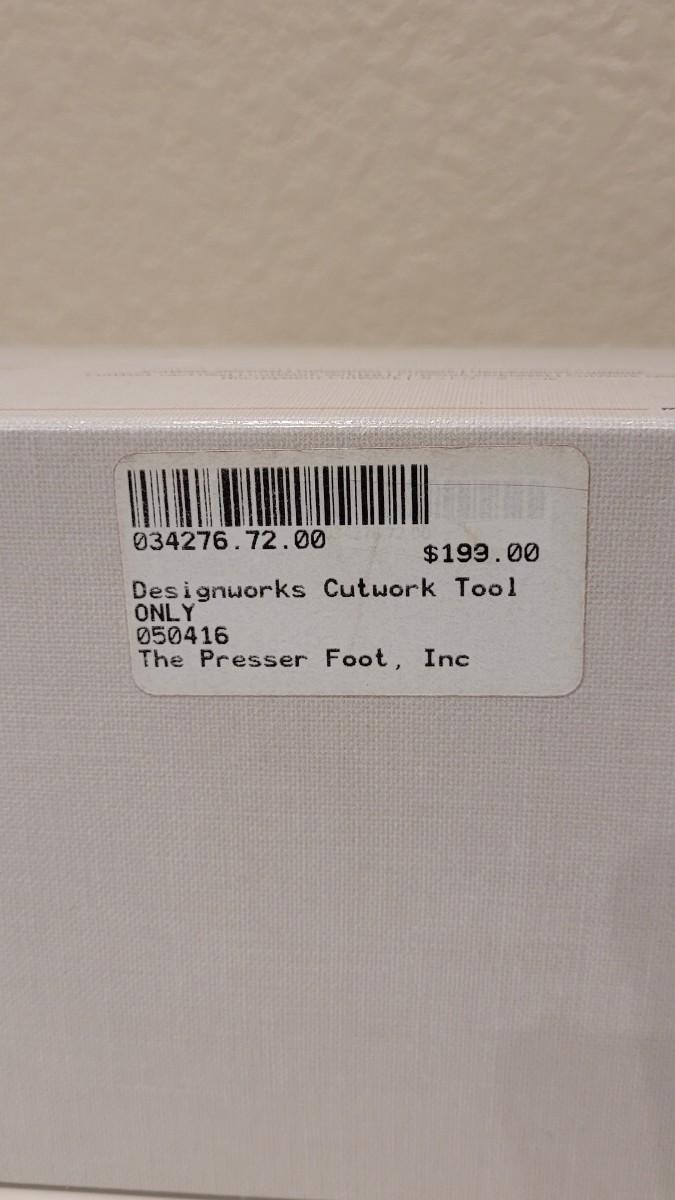 034276.72.00
$199.00
Designworks Cutwork Tool
ONLY
050416
The Presser Foot, Inc